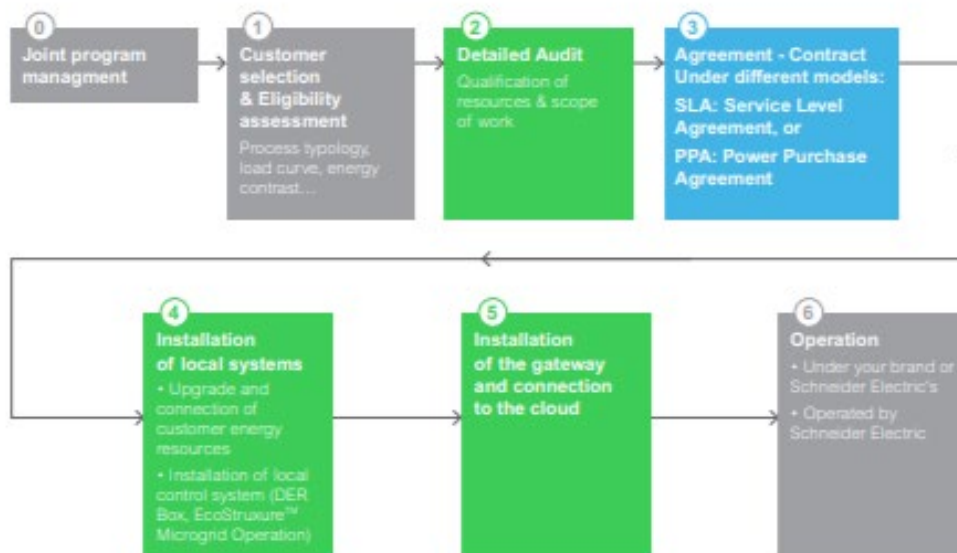 0
Joint program
managment
1
Customer
selection
& Eligibility
assessment
Process typology,
load curve, energy
contrast...
2
Detailed Audit
Qualification of
resources & scope
of work
3
Agreement - Contract
Under different models:
SLA: Service Level
Agreement, or
PPA: Power Purchase
Agreement
4
Installation
of local systems
• Upgrade and
connection of
customer energy
resources
• Installation of local
control system (DER
Box, EcoStruxure™
Microgrid Operation)
5
Installation
of the gateway
and connection
to the cloud
6
Operation
• Under your brand or
Schneider Electric's
• Operated by
Schneider Electric